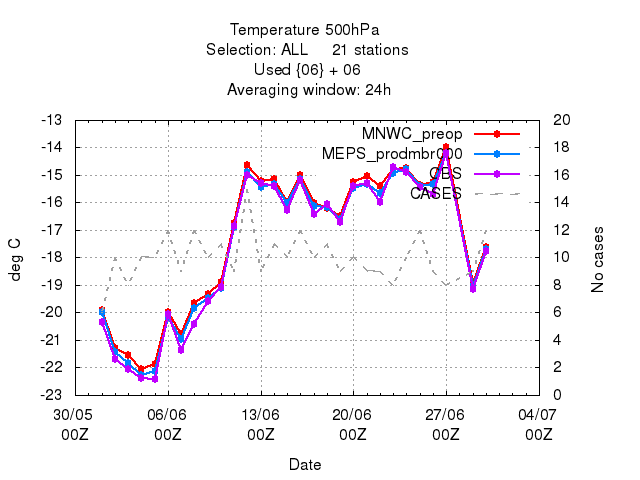 Temperature 500hPa
Selection: ALL 21 stations
Used {06} + 06
Averaging window: 24h
-13
-14
-15
-16
-17
-18
-19
-20
-21
-22
-23
deg C
20
18
16
14
12
10
8
6
4
2
0
No cases
MNWC_preop
MEPS_prodmbr000
OBS
CASES
30/05 06/06 13/06 20/06 27/06 04/07
00Z 00Z 00Z 00Z 00Z 00Z
Date